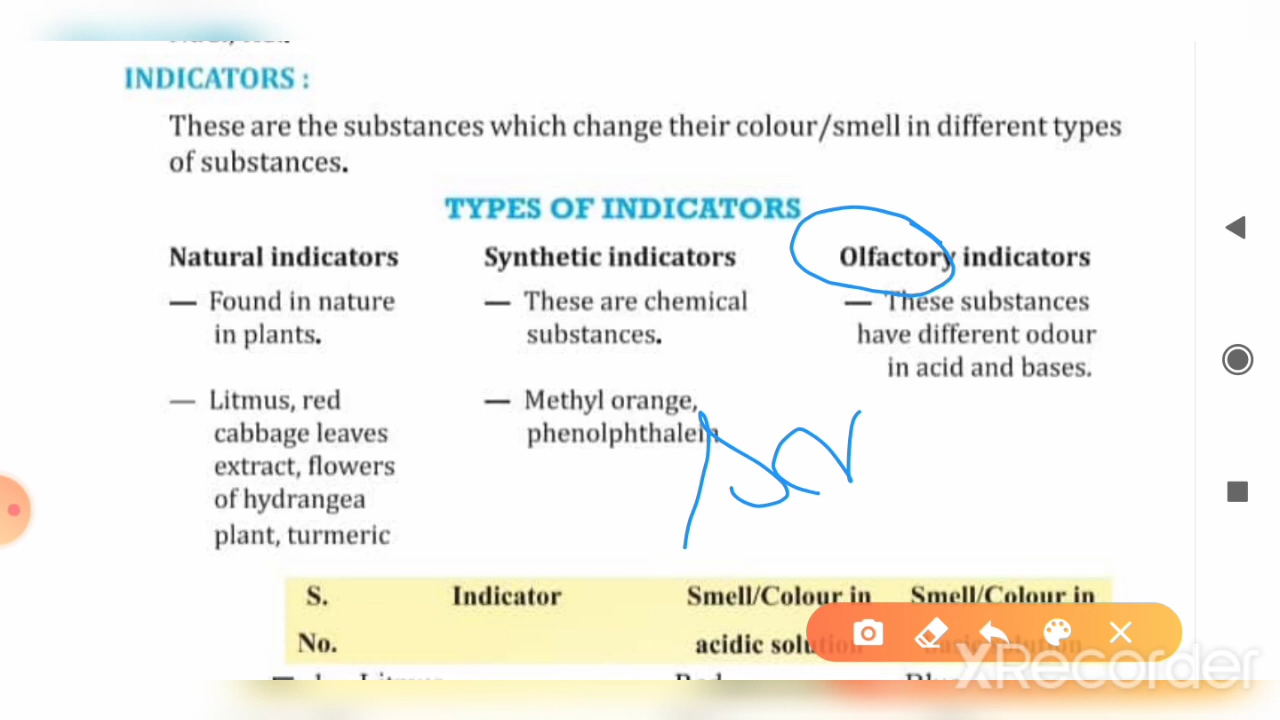 INDICATORS :
These are the substances which change their colour/smell in different types
of substances.
TYPES OF INDICATORS
Natural indicators
— Found in nature
in plants.
— Litmus, red
cabbage leaves
extract, flowers
of hydrangea
plant, turmeric
Synthetic indicators
— These are chemical
substances.
— Methyl orange,
phenolphthalein
Olfactory indicators
— These substances
have different odour
in acid and bases.
S. No. Indicator Smell/Colour in acidic solution Smell/Colour in
XRecorder